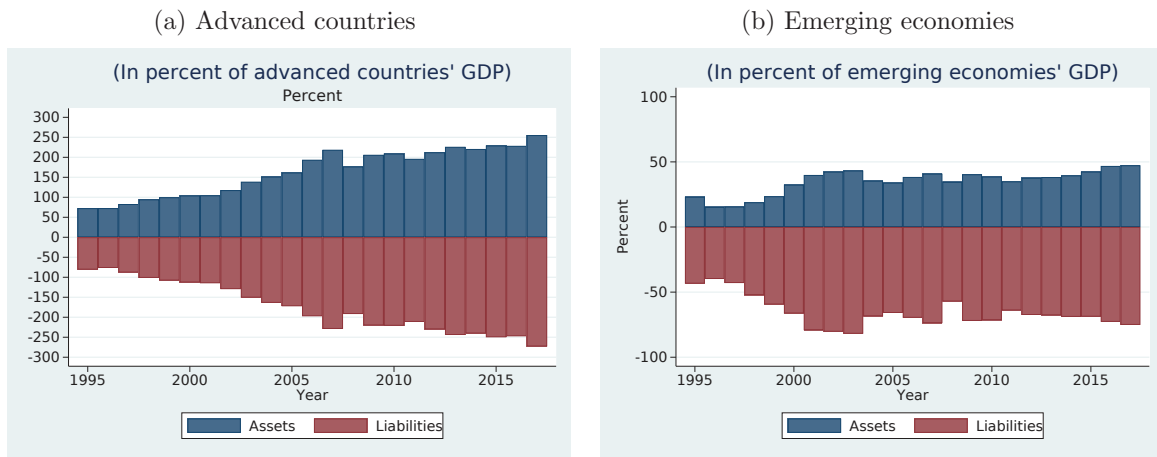 (a) Advanced countries
(In percent of advanced countries' GDP)
Percent
300
250
200
150
100
50
0
-50
-100
-150
-200
-250
-300
1995 2000 2005 2010 2015
Year
Assets Liabilities
(b) Emerging economies
(In percent of emerging economies' GDP)
Percent
100
50
0
-50
-100
1995 2000 2005 2010 2015
Year
Assets Liabilities